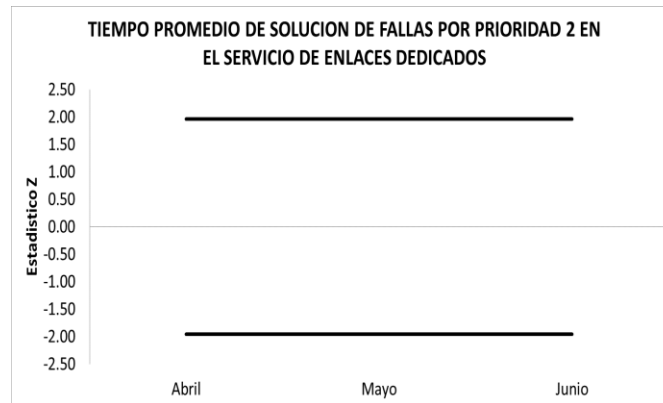 TIEMPO PROMEDIO DE SOLUCION DE FALLAS POR PRIORIDAD 2 EN
EL SERVICIO DE ENLACES DEDICADOS
Estadistico Z
2.50
2.00
1.50
1.00
0.50
0.00
-0.50
-1.00
-1.50
-2.00
-2.50
Abril
Mayo
Junio